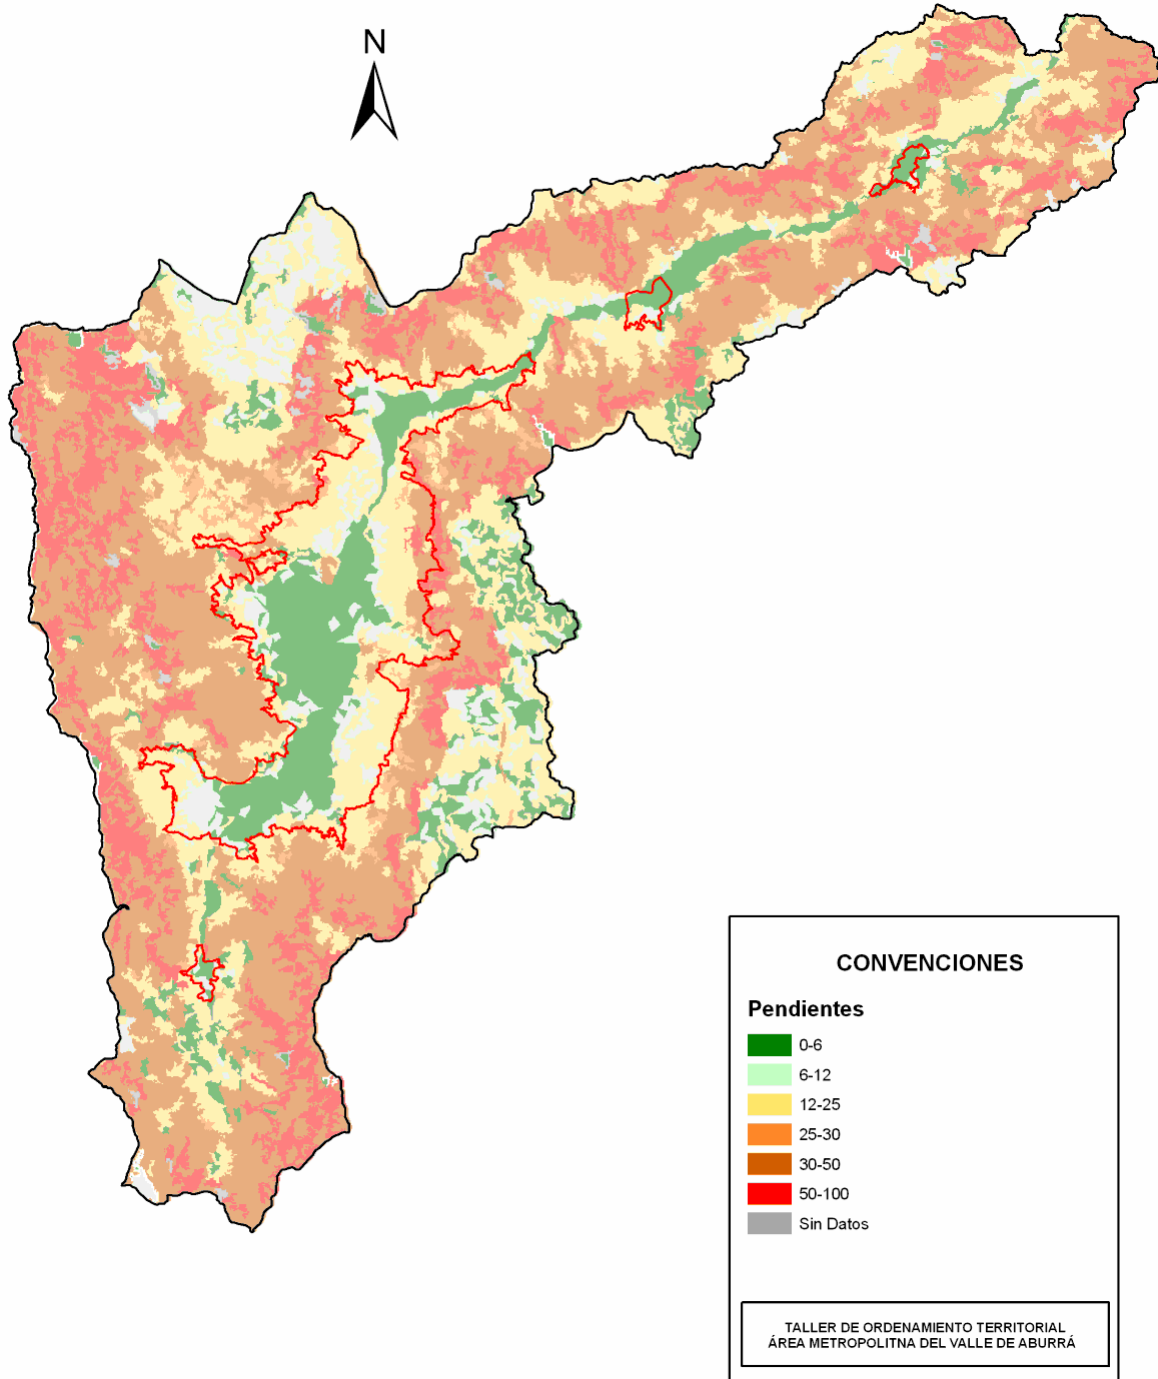 N
CONVENCIONES
Pendientes
0-6
6-12
12-25
25-30
30-50
50-100
Sin Datos
TALLER DE ORDENAMIENTO TERRITORIAL
ÁREA METROPOLITNA DEL VALLE DE ABURRÁ